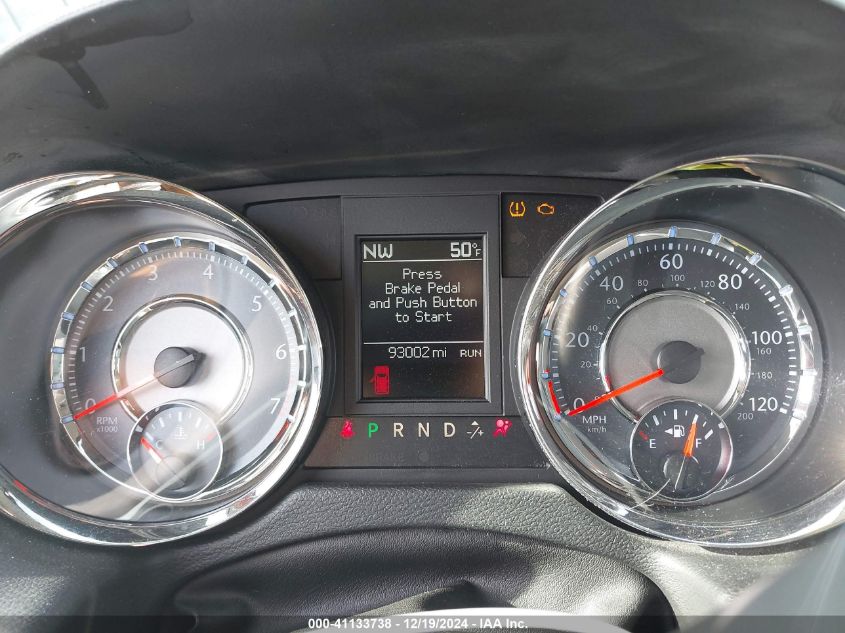 NW 50°F
Press
Brake Pedal
and Push Button
to Start
93002 mi RUN
0 1 2 3 4 5 6 7
RPM
x1000
C H
P R N D
0 20 40 60 80 100 120
20 40 60 80 100 120 140 160 180 200
MPH
km/h
E
000-41133738 - 12/19/2024 - IAA Inc.